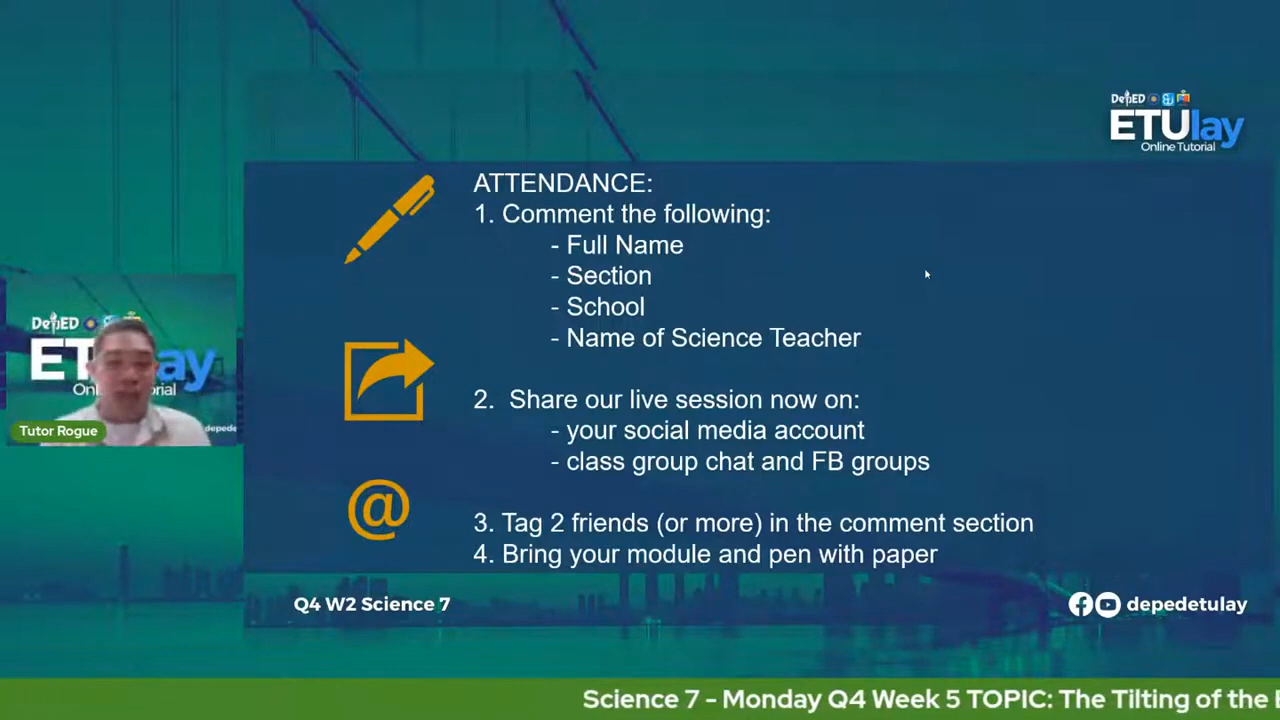 DepED
ETUlay
Online Tutorial
ATTENDANCE:
1. Comment the following:
- Full Name
- Section
- School
- Name of Science Teacher
2. Share our live session now on:
- your social media account
- class group chat and FB groups
@
3. Tag 2 friends (or more) in the comment section
4. Bring your module and pen with paper
DepED
Tutor Rogue
Q4 W2 Science 7
depedetulay
Science 7 - Monday Q4 Week 5 TOPIC: The Tilting of the